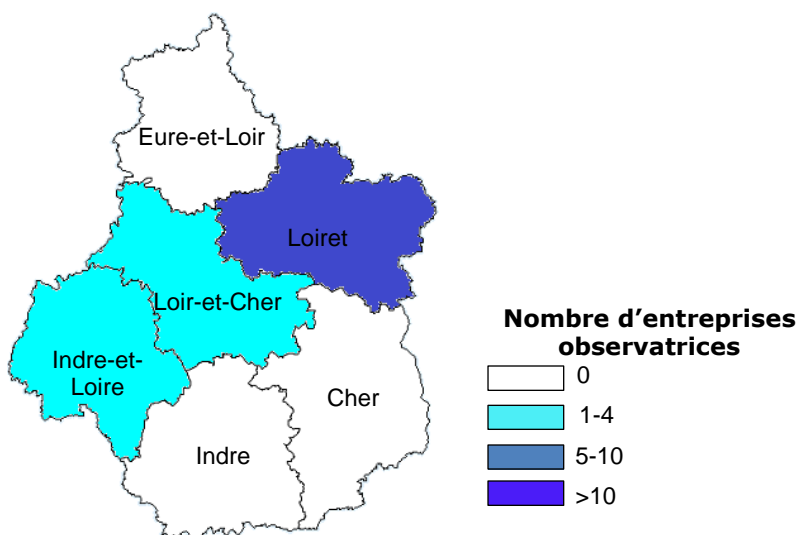 Eure-et-Loir
Loiret
Loir-et-Cher
Indre-et-
Loire
Cher
Indre
Nombre d’entreprises
observatrices
0
1-4
5-10
>10